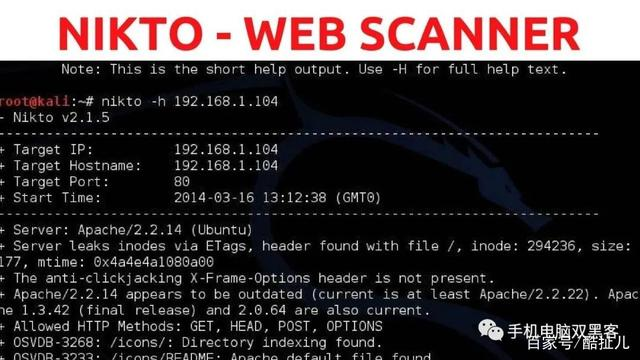 NIKTO - WEB SCANNER
Note: This is the short help output. Use -H for full help text.
root@kali:~# nikto -h 192.168.1.104
- Nikto v2.1.5
---------------------------------------------------------------------------
+ Target IP: 192.168.1.104
+ Target Hostname: 192.168.1.104
+ Target Port: 80
+ Start Time: 2014-03-16 13:12:38 (GMT0)
---------------------------------------------------------------------------
+ Server: Apache/2.2.14 (Ubuntu)
+ Server leaks inodes via ETags, header found with file /, inode: 294236, size:
177, mtime: 0x4a4e4a1080a00
+ The anti-clickjacking X-Frame-Options header is not present.
+ Apache/2.2.14 appears to be outdated (current is at least Apache/2.2.22). Apach
e 1.3.42 (final release) and 2.0.64 are also current.
+ Allowed HTTP Methods: GET, HEAD, POST, OPTIONS
+ OSVDB-3268: /icons/: Directory indexing found.
+ OSVDB-3233: /icons/README: Apache default file found
手机电脑双黑客
百家号/酷扯儿